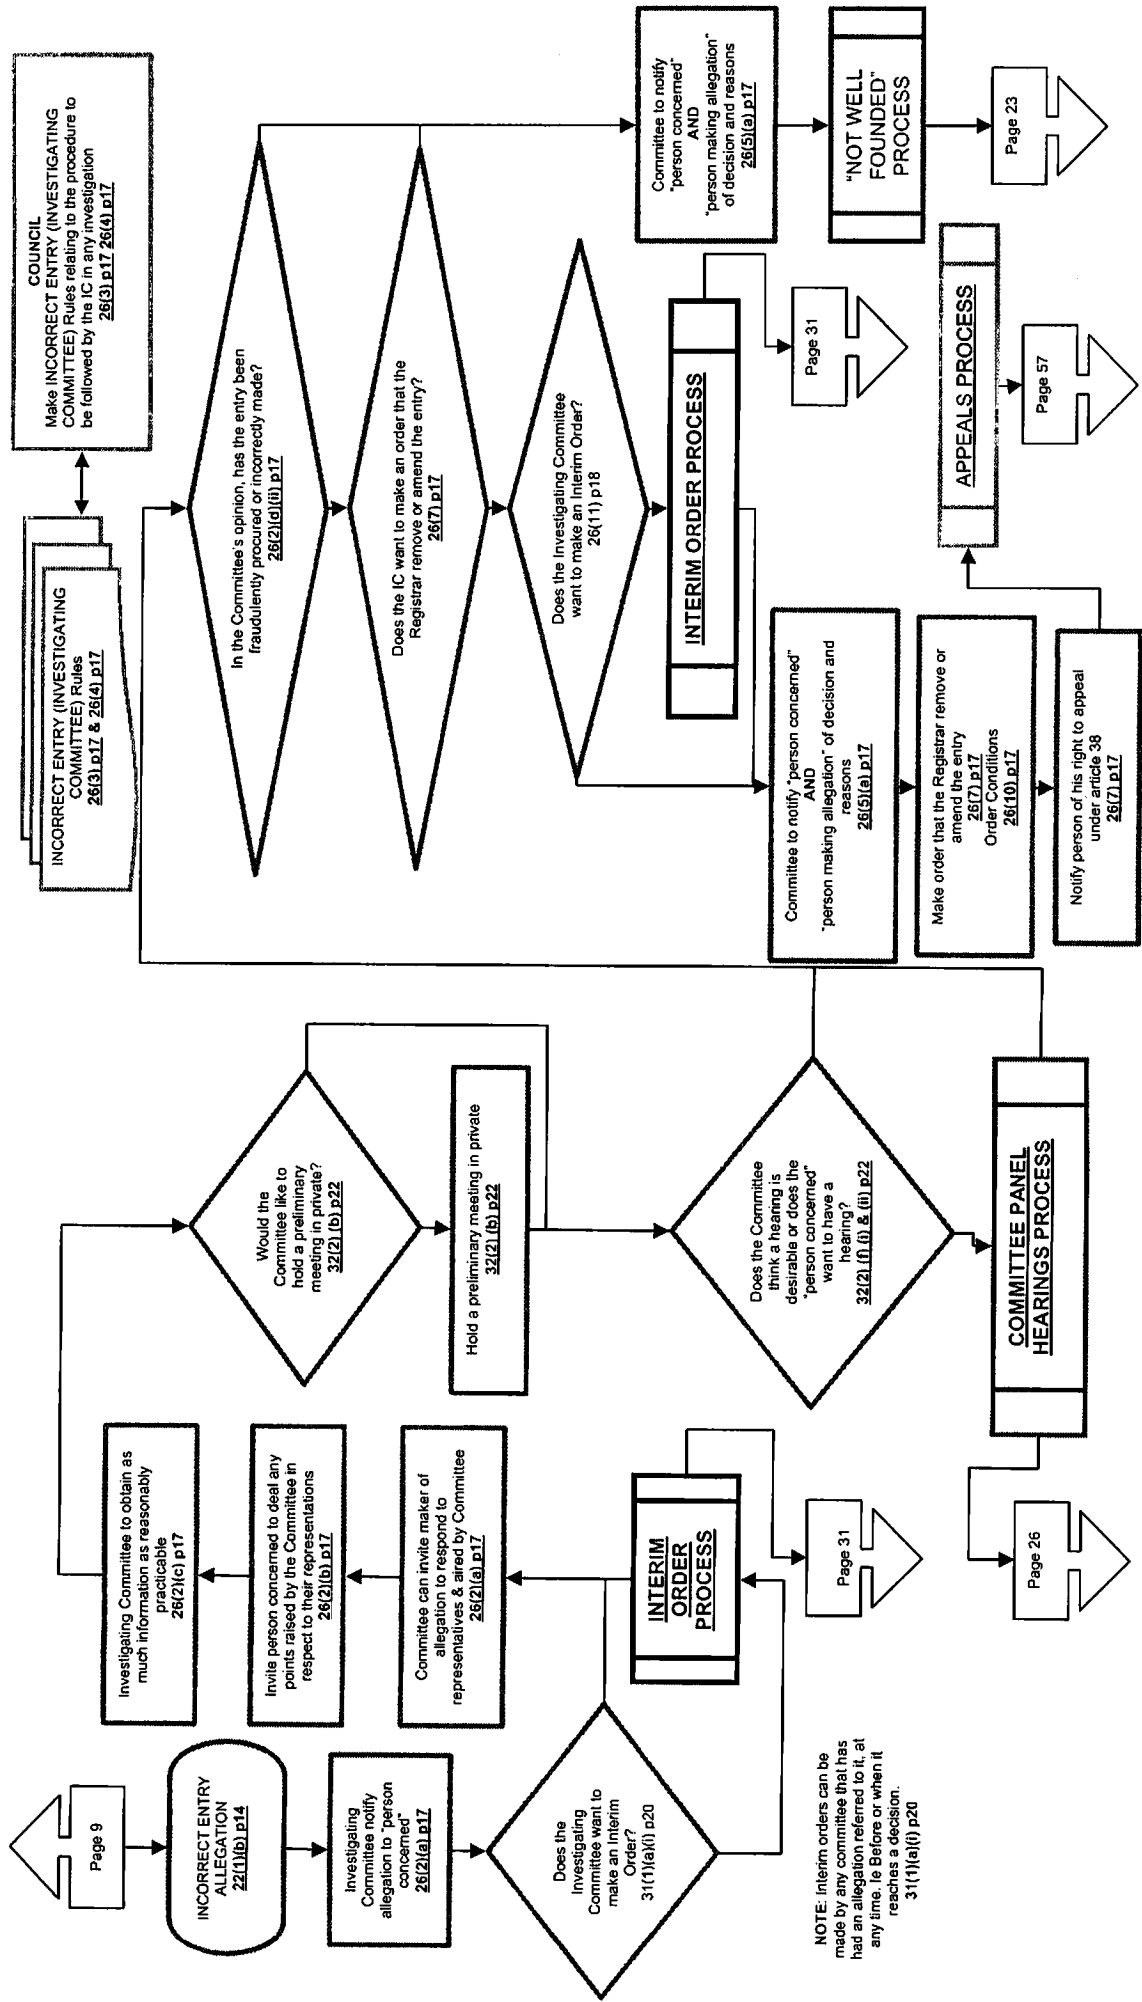 Page 9
INCORRECT ENTRY
ALLEGATION
22(1)(b) p14
Investigating
Committee notify
allegation to "person
concerned"
26(2)(a) p17
Does the
Investigating
Committee want to
make an Interim
Order?
31(1)(a)(i) p20
NOTE: Interim orders can be
made by any committee that has
had an allegation referred to it, at
any time. Ie Before or when it
reaches a decision.
31(1)(a)(i) p20
INTERIM
ORDER
PROCESS
Page 31
Committee can invite maker of
allegation to respond to
representatives & aired by Committee
26(2)(a) p17
Invite person concerned to deal any
points raised by the Committee in
respect to their representations
26(2)(b) p17
Investigating Committee to obtain as
much information as reasonably
practicable
26(2)(c) p17
Would the
Committee like to
hold a preliminary
meeting in private?
32(2) (b) p22
Hold a preliminary meeting in private
32(2) (b) p22
Does the Committee
think a hearing is
desirable or does the
"person concerned"
want to have a
hearing?
32(2) (f) (i) & (ii) p22
COMMITTEE PANEL
HEARINGS PROCESS
Page 26
INCORRECT ENTRY (INVESTIGATING
COMMITTEE) Rules
26(3) p17 & 26(4) p17
COUNCIL
Make INCORRECT ENTRY (INVESTIGATING
COMMITTEE) Rules relating to the procedure to
be followed by the IC in any investigation
26(3) p17 26(4) p17
In the Committee's opinion, has the entry been
fraudulently procured or incorrectly made?
26(2)(d)(ii) p17
Does the IC want to make an order that the
Registrar remove or amend the entry?
26(7) p17
Does the Investigating Committee
want to make an Interim Order?
26(11) p18
INTERIM ORDER PROCESS
Page 31
Committee to notify "person concerned"
AND
"person making allegation" of decision and
reasons
26(5)(a) p17
Make order that the Registrar remove or
amend the entry
26(7) p17
Order Conditions
26(10) p17
Notify person of his right to appeal
under article 38
26(7) p17
APPEALS PROCESS
Page 57
Committee to notify
"person concerned"
AND
"person making allegation"
of decision and reasons
26(5)(a) p17
"NOT WELL
FOUNDED"
PROCESS
Page 23